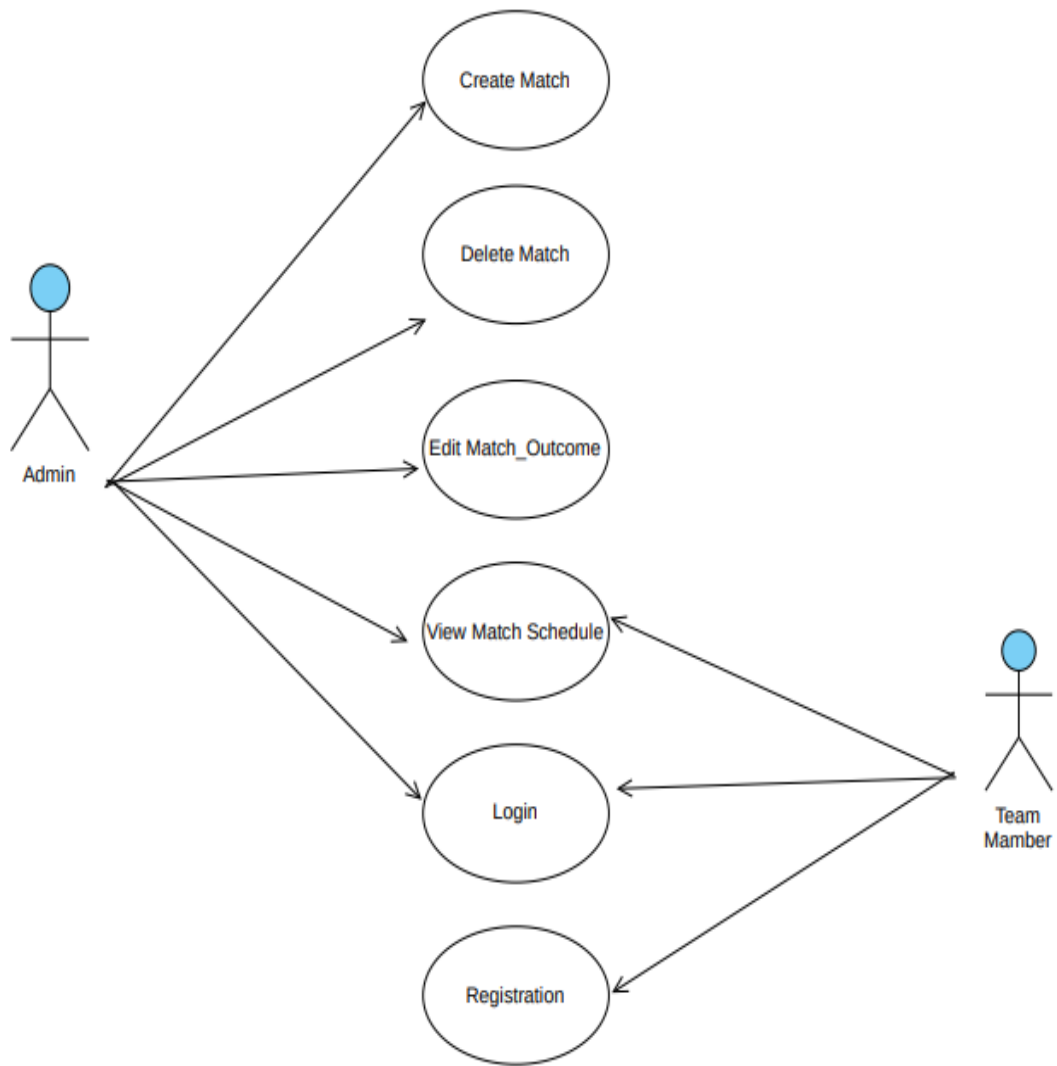 Create Match
Delete Match
Admin
Edit Match_Outcome
View Match Schedule
Login
Team
Mamber
Registration